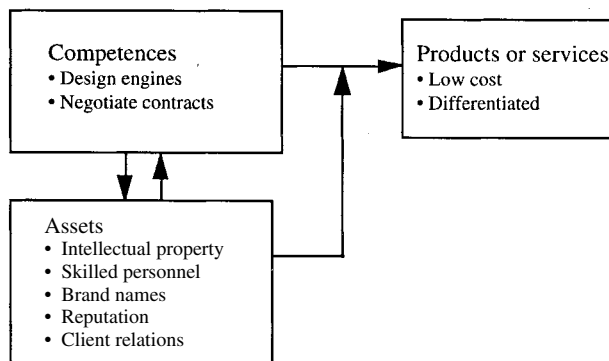 Competences
• Design engines
• Negotiate contracts
Products or services
• Low cost
• Differentiated
Assets
• Intellectual property
• Skilled personnel
• Brand names
• Reputation
• Client relations